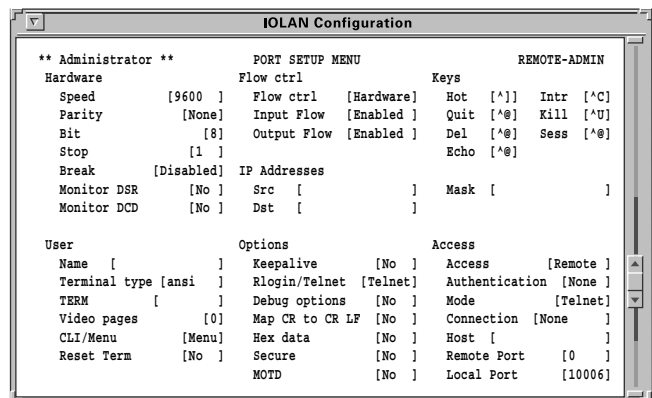 IOLAN Configuration
** Administrator ** PORT SETUP MENU REMOTE-ADMIN
Hardware Flow ctrl Keys
Speed [9600 ] Flow ctrl [Hardware] Hot [^]] Intr [^C]
Parity [None] Input Flow [Enabled ] Quit [^@] Kill [^U]
Bit [8] Output Flow [Enabled ] Del [^@] Sess [^@]
Stop [1 ] Echo [^@]
Break [Disabled] IP Addresses
Monitor DSR [No ] Src [ ] Mask [ ]
Monitor DCD [No ] Dst [ ]
User Options Access
Name [ ] Keepalive [No ] Access [Remote ]
Terminal type [ansi ] Rlogin/Telnet [Telnet] Authentication [None ]
TERM [ ] Debug options [No ] Mode [Telnet]
Video pages [0] Map CR to CR LF [No ] Connection [None ]
CLI/Menu [Menu] Hex data [No ] Host [ ]
Reset Term [No ] Secure [No ] Remote Port [0 ]
MOTD [No ] Local Port [10006]